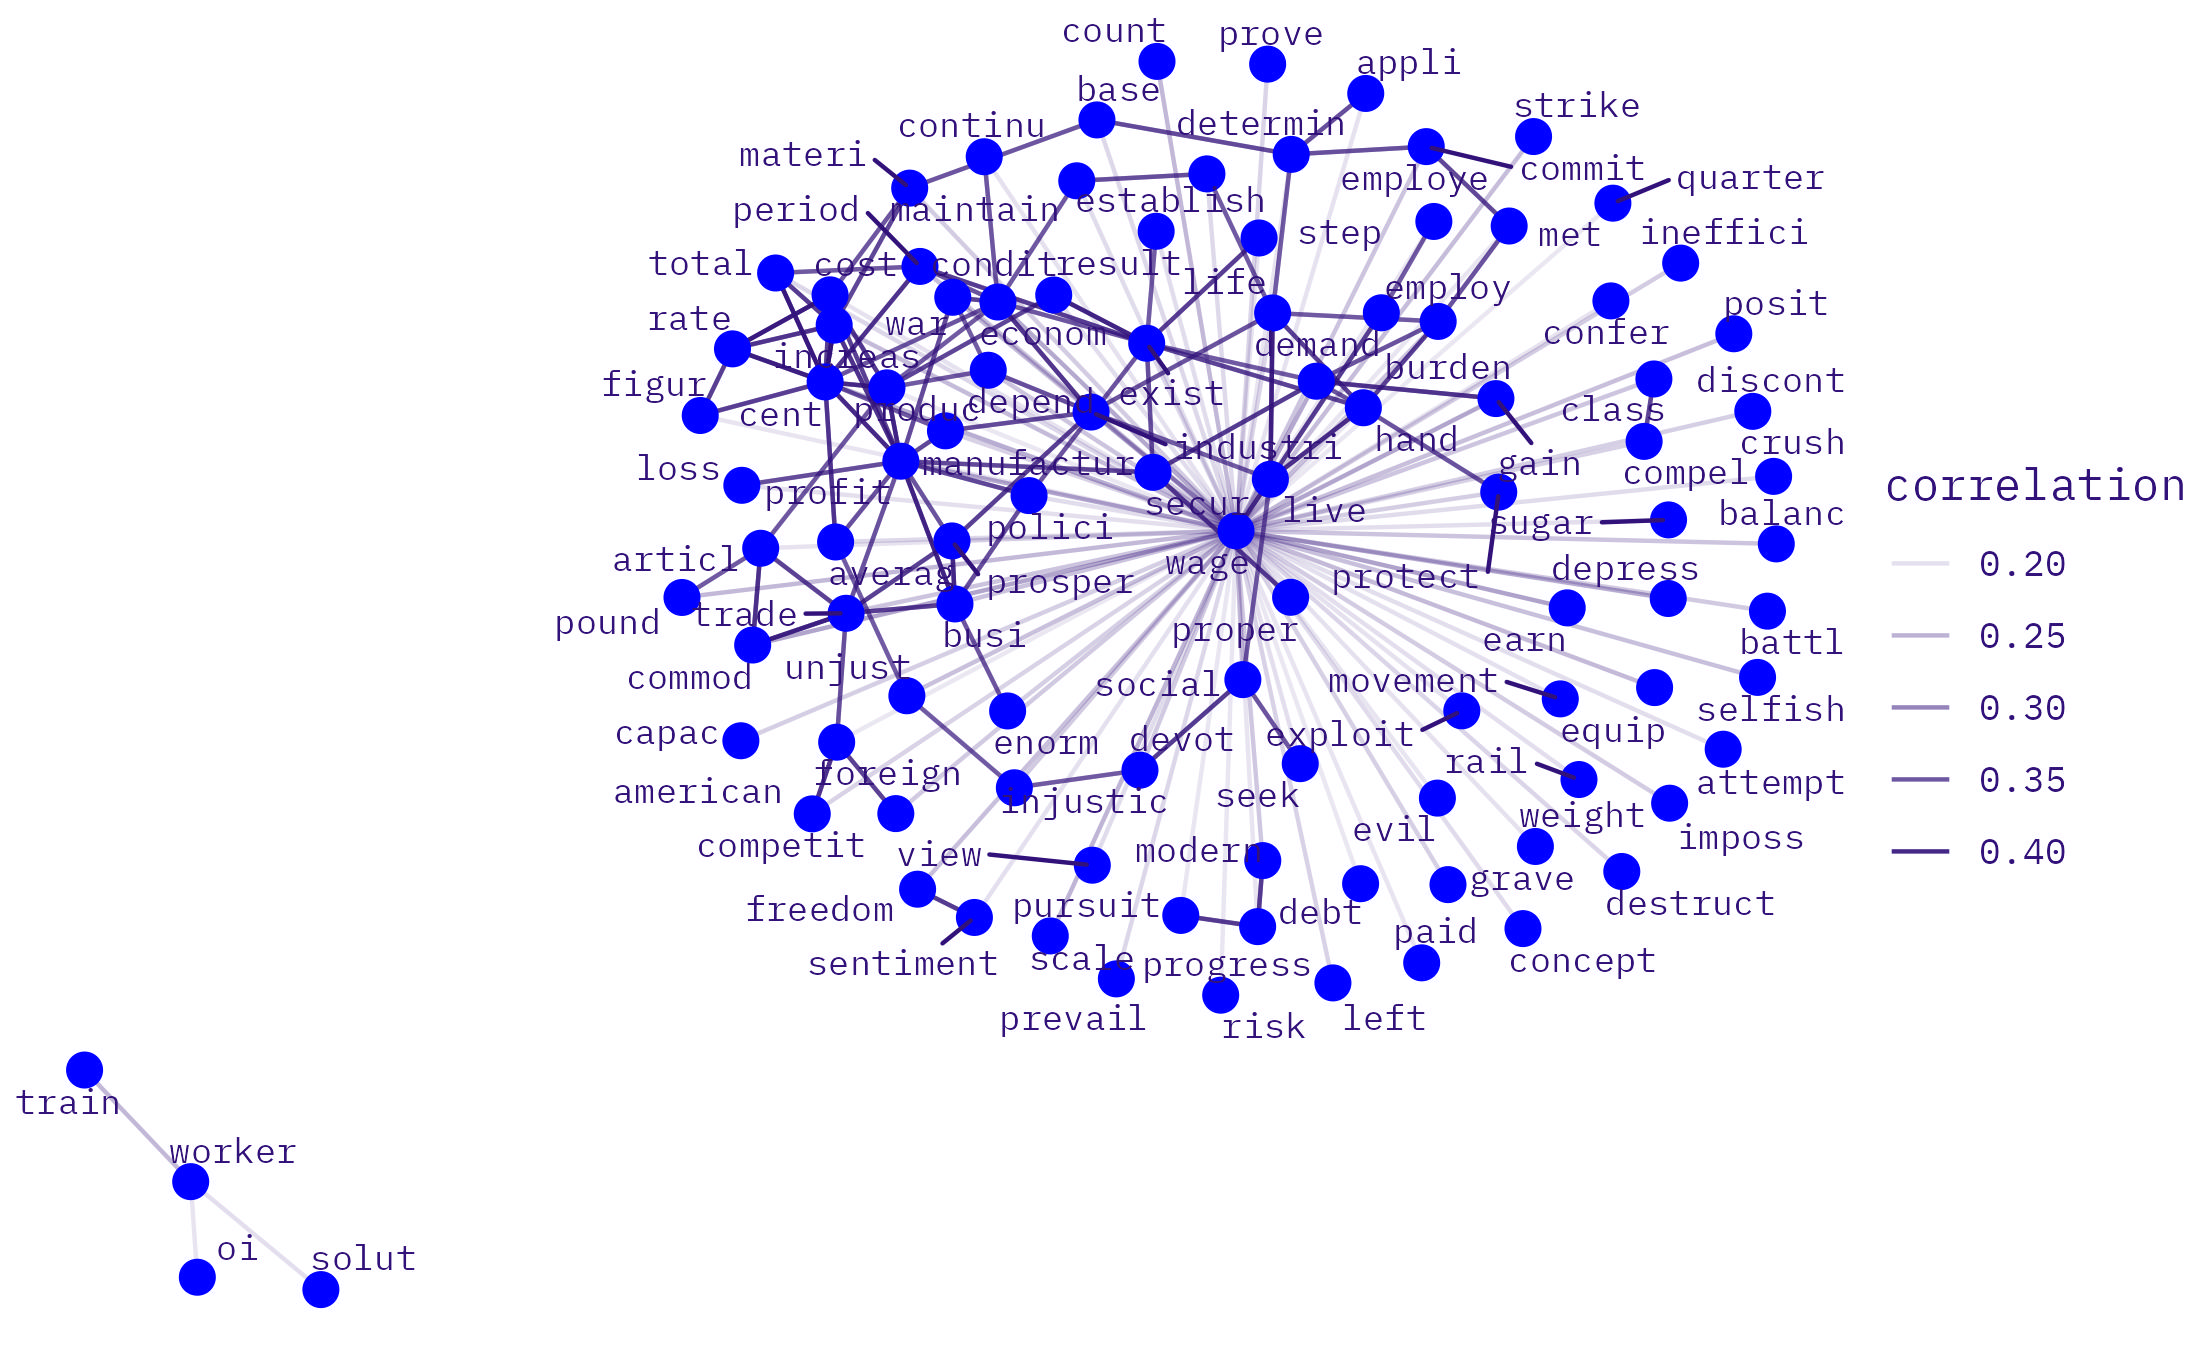 count
prove
appli
base
strike
continu
determin
materi
employe
commit
quarter
period
maintain
establish
step
met
ineffici
total
cost
condit
result
life
employ
posit
rate
war
econom
demand
confer
increas
burden
discont
figur
cent
produc
depend
exist
class
crush
loss
profit
manufactur
industri
hand
gain
compel
secur
live
sugar
balanc
correlation
polici
articl
averag
prosper
wage
protect
depress
0.20
pound
trade
busi
proper
earn
battl
0.25
commod
unjust
social
movement
selfish
0.30
capac
enorm
devot
exploit
equip
american
foreign
injustic
seek
rail
attempt
0.35
competit
view
modern
evil
weight
imposs
0.40
freedom
pursuit
debt
grave
destruct
sentiment
scale
progress
paid
concept
prevail
risk
left
train
worker
oi
solut